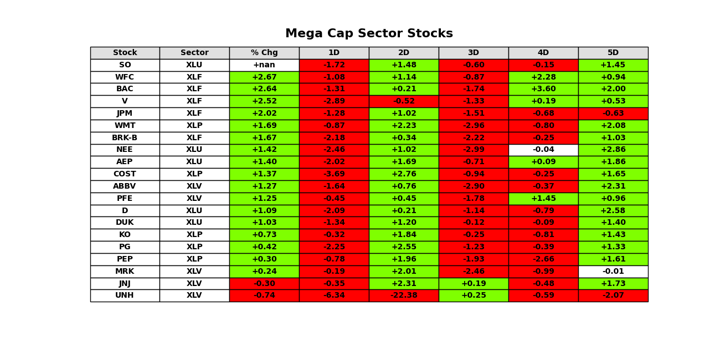 Mega Cap Sector Stocks
Stock Sector % Chg 1D 2D 3D 4D 5D
SO XLU +nan -1.72 +1.48 -0.60 -0.15 +1.45
WFC XLF +2.67 -1.08 +1.14 -0.87 +2.28 +0.94
BAC XLF +2.64 -1.31 +0.21 -1.74 +3.60 +2.00
V XLF +2.52 -2.89 -0.52 -1.33 +0.19 +0.53
JPM XLF +2.02 -1.28 +1.02 -1.51 -0.68 -0.63
WMT XLP +1.69 -0.87 +2.23 -2.96 -0.80 +2.08
BRK-B XLF +1.67 -2.18 +0.34 -2.22 -0.25 +1.03
NEE XLU +1.42 -2.46 +1.02 -2.99 -0.04 +2.86
AEP XLU +1.40 -2.02 +1.69 -0.71 +0.09 +1.86
COST XLP +1.37 -3.69 +2.76 -0.94 -0.25 +1.65
ABBV XLV +1.27 -1.64 +0.76 -2.90 -0.37 +2.31
PFE XLV +1.25 -0.45 +0.45 -1.78 +1.45 +0.96
D XLU +1.09 -2.09 +0.21 -1.14 -0.79 +2.58
DUK XLU +1.03 -1.34 +1.20 -0.12 -0.09 +1.40
KO XLP +0.73 -0.32 +1.84 -0.25 -0.81 +1.43
PG XLP +0.42 -2.25 +2.55 -1.23 -0.39 +1.33
PEP XLP +0.30 -0.78 +1.96 -1.93 -2.66 +1.61
MRK XLV +0.24 -0.19 +2.01 -2.46 -0.99 -0.01
JNJ XLV -0.30 -0.35 +2.31 +0.19 -0.48 +1.73
UNH XLV -0.74 -6.34 -22.38 +0.25 -0.59 -2.07